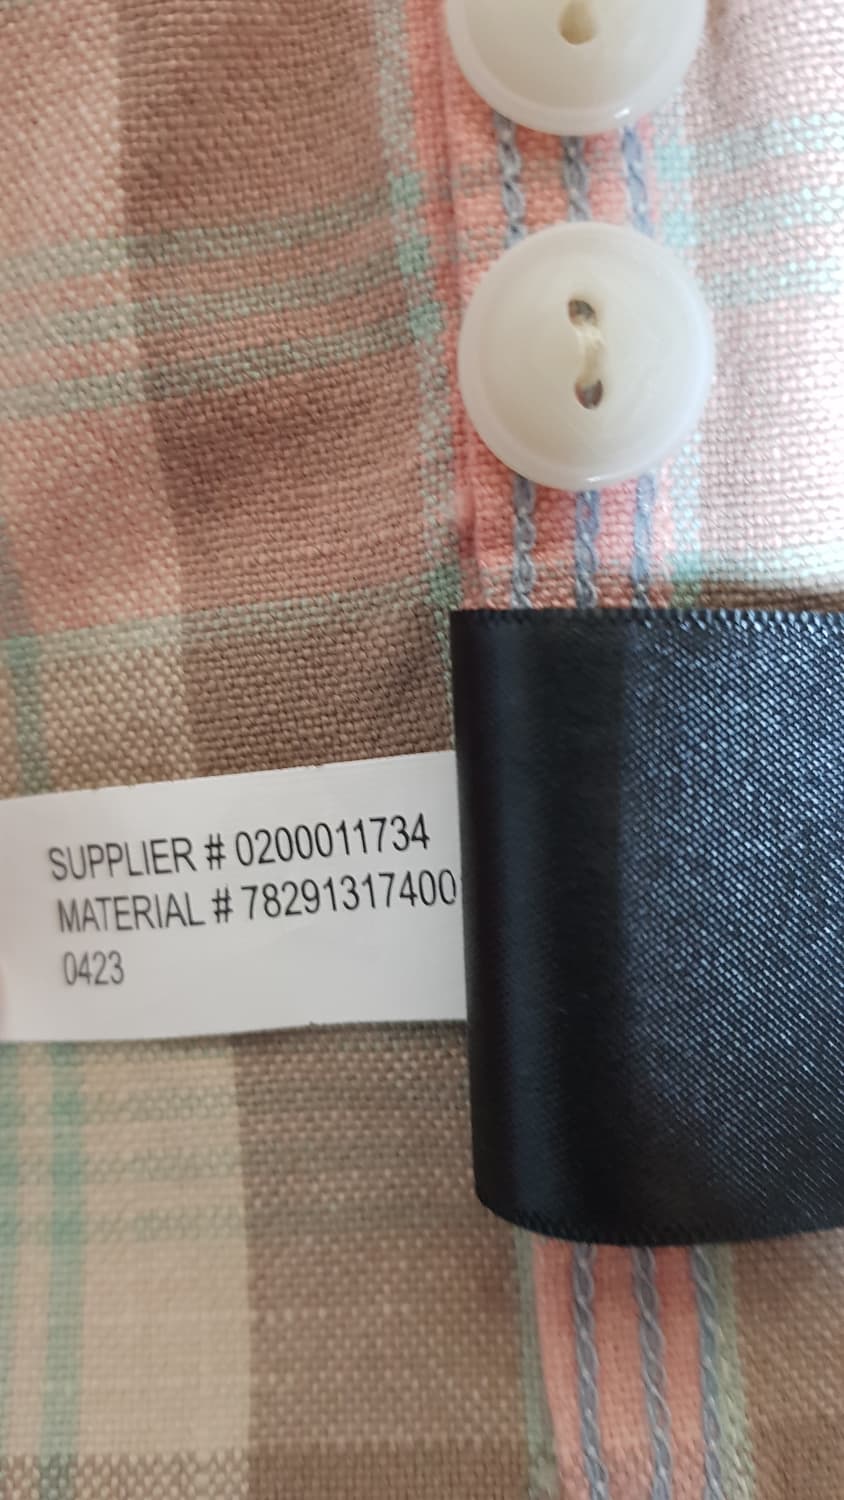 SUPPLIER # 0200011734
MATERIAL # 78291317400
0423